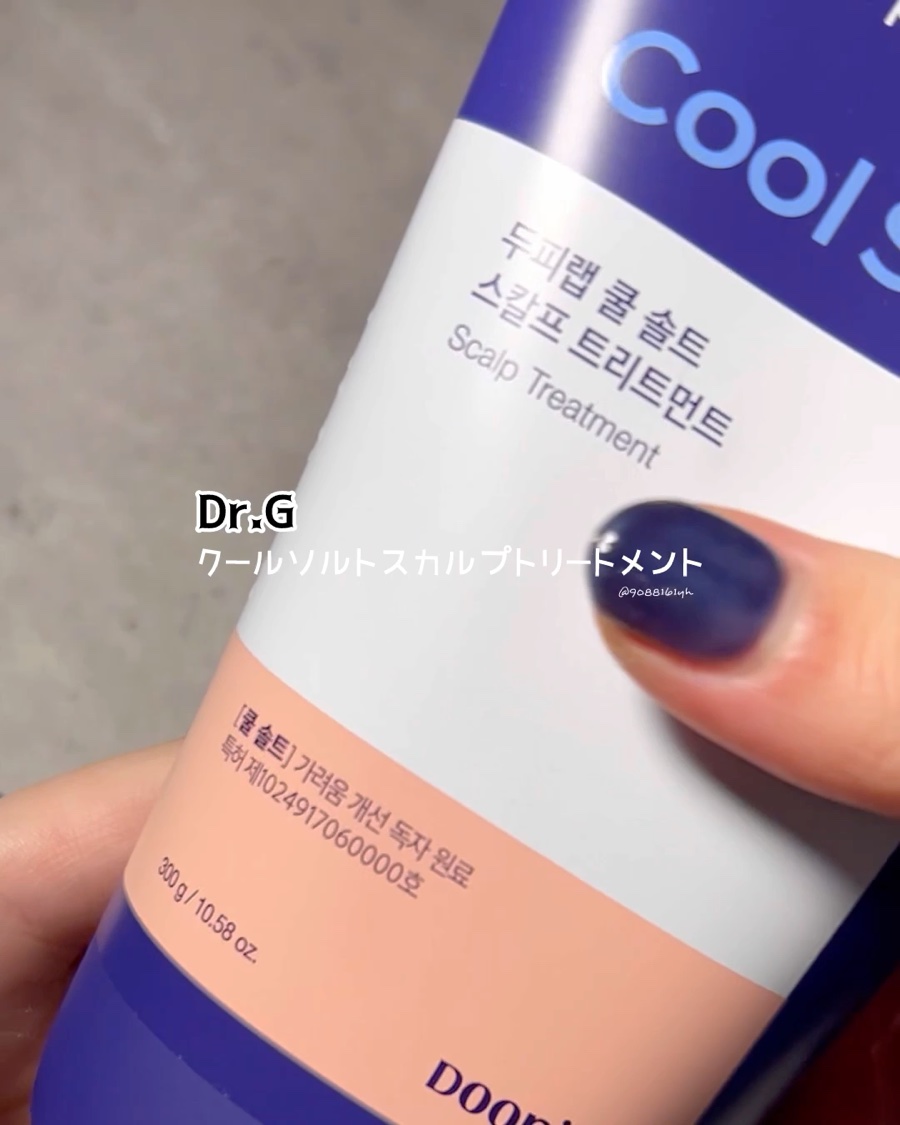 Cool
두피랩 쿨 솔트
스칼프 트리트먼트
Scalp Treatment
Dr.G
クールソルトスカルプトリートメント
@9088161yh
[쿨 솔트] 가려움 개선 독자 원료
특허 제1024917060000호
300 g / 10.58 oz.